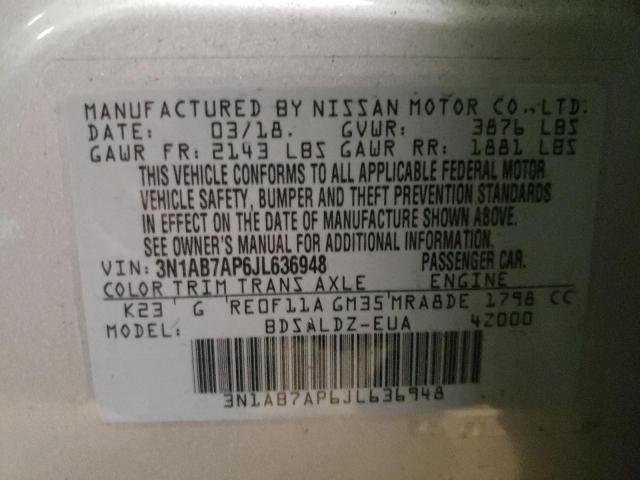 MANUFACTURED BY NISSAN MOTOR CO., LTD.
DATE: 03/18. GVWR: 3876 LBS
GAWR FR: 2143 LBS GAWR RR: 1881 LBS
THIS VEHICLE CONFORMS TO ALL APPLICABLE FEDERAL MOTOR
VEHICLE SAFETY, BUMPER AND THEFT PREVENTION STANDARDS
IN EFFECT ON THE DATE OF MANUFACTURE SHOWN ABOVE.
SEE OWNER'S MANUAL FOR ADDITIONAL INFORMATION.
VIN: 3N1AB7AP6JL636948 PASSENGER CAR.
COLOR TRIM TRANS AXLE ENGINE
K23 G RE0F11A GM35 MRA8DE 1798 CC
MODEL: BDSALDZ-EUA 4Z000
3N1AB7AP6JL636948